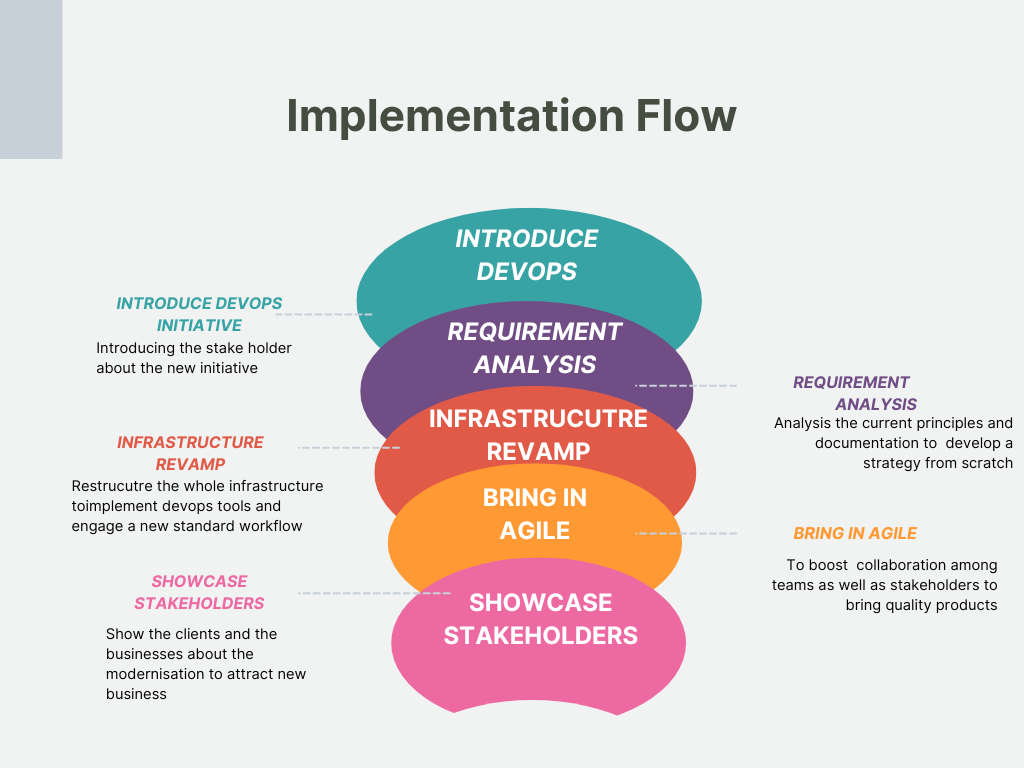 Implementation Flow
INTRODUCE
DEVOPS
REQUIREMENT
ANALYSIS
INFRASTRUCUTRE
REVAMP
BRING IN
AGILE
SHOWCASE
STAKEHOLDERS
INTRODUCE DEVOPS
INITIATIVE
Introducing the stake holder
about the new initiative
REQUIREMENT
ANALYSIS
Analysis the current principles and
documentation to  develop a
strategy from scratch
INFRASTRUCTURE
REVAMP
Restrucutre the whole infrastructure
toimplement devops tools and
engage a new standard workflow
BRING IN AGILE
To boost  collaboration among
teams as well as stakeholders to
bring quality products
SHOWCASE
STAKEHOLDERS
Show the clients and the
businesses about the
modernisation to attract new
business